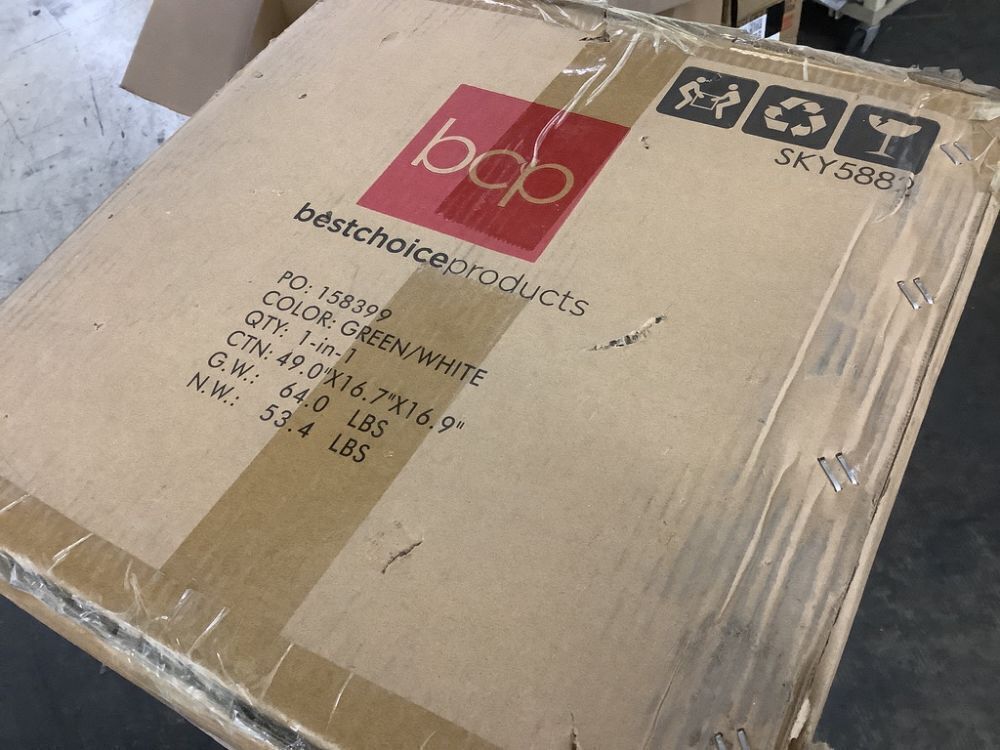 bcp
bestchoiceproducts
SKY5882
PO: 158399
COLOR: GREEN/WHITE
QTY: 1-in-1
CTN: 49.0"X16.7"X16.9"
G.W.: 64.0 LBS
N.W.: 53.4 LBS